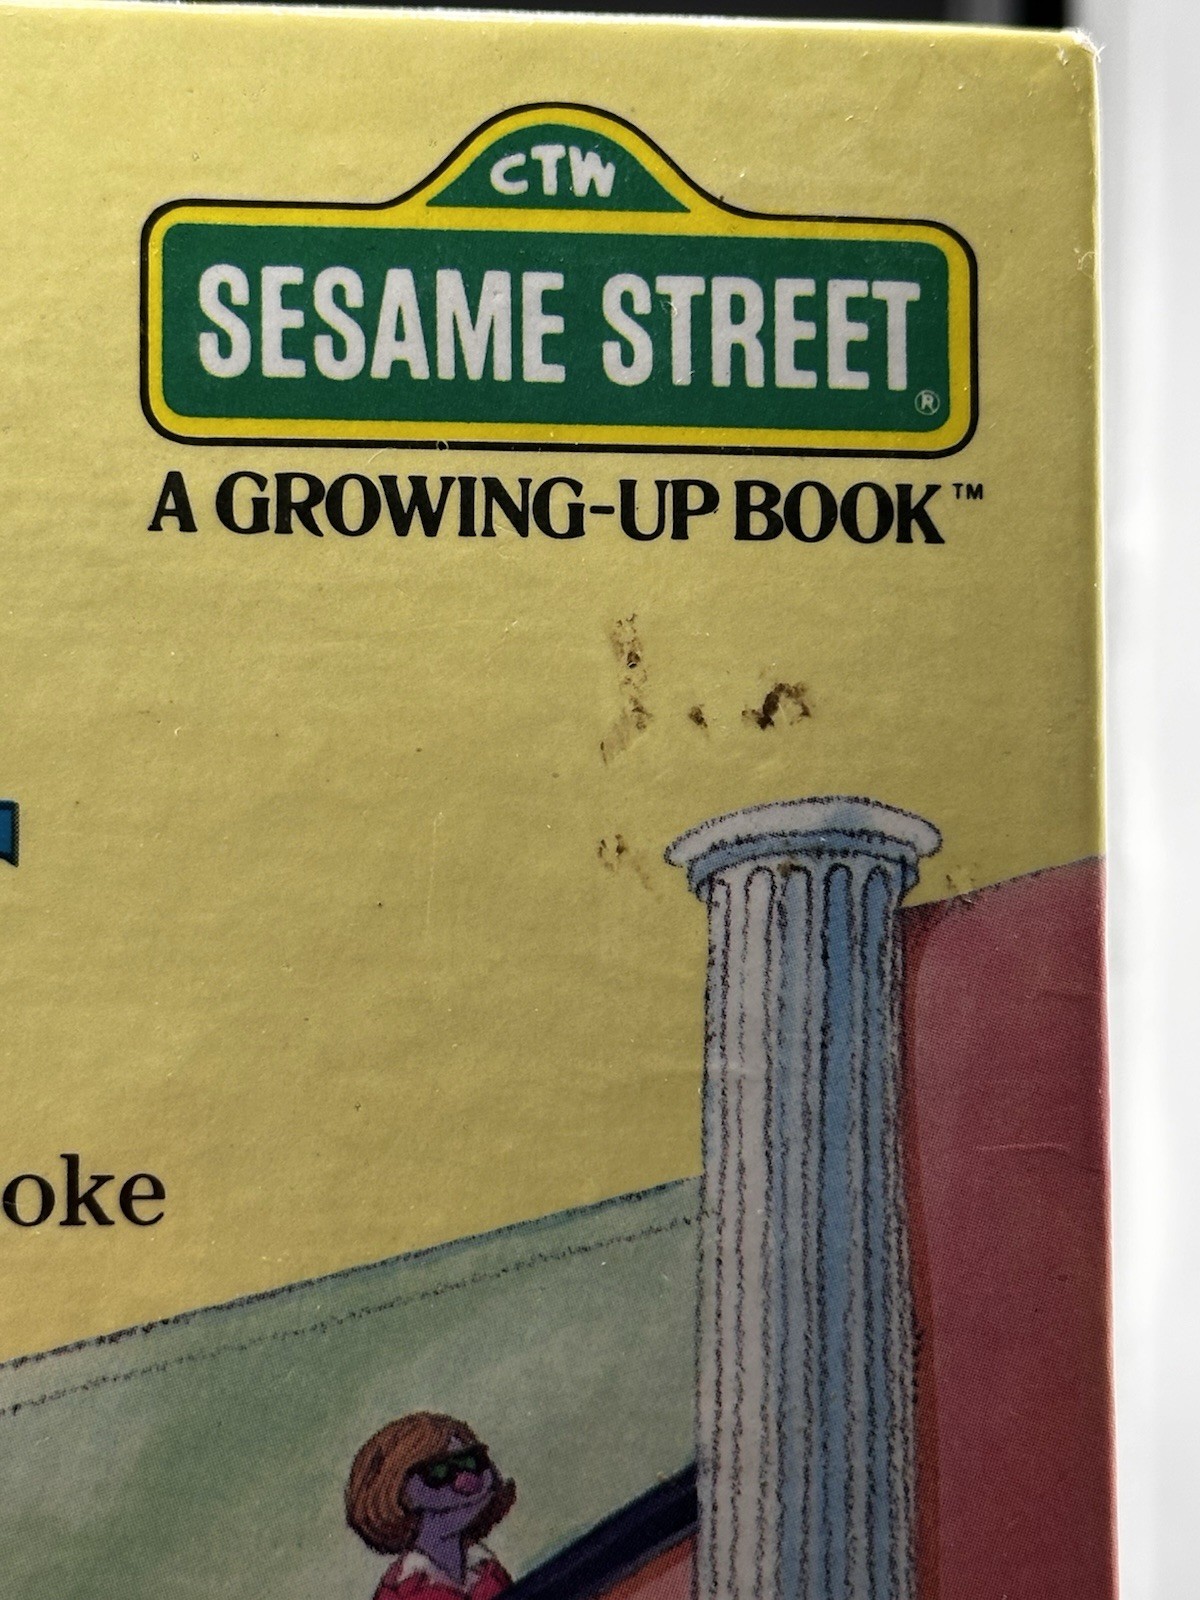 CTW
SESAME STREET®
A GROWING-UP BOOK™
oke